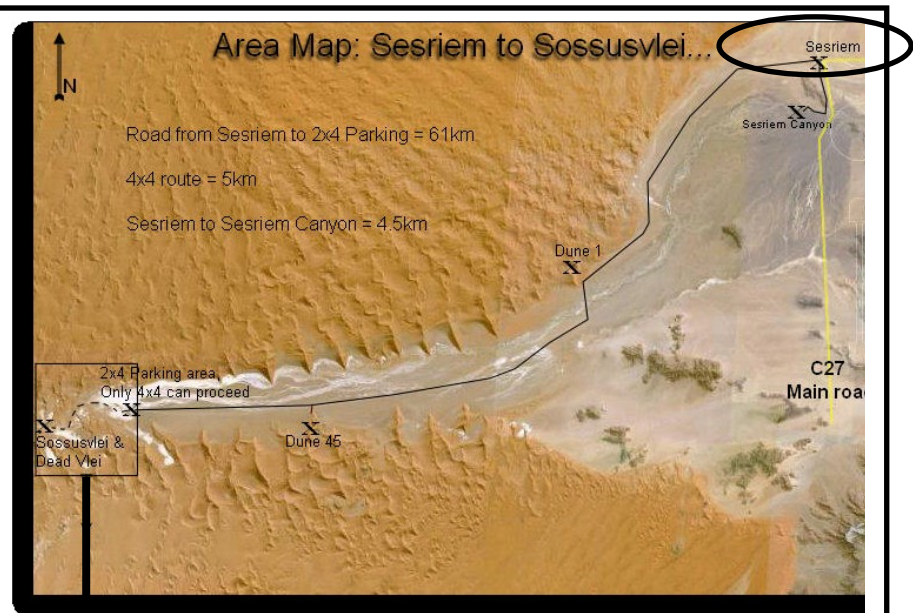 Area Map: Sesriem to Sossusvlei...
Sesriem
N
X
Sesriem Canyon
X
Road from Sesriem to 2x4 Parking = 61km
4x4 route = 5km
Sesriem to Sesriem Canyon = 4.5km
Dune 1
X
C27
Main roa
2x4 Parking area,
Only 4x4 can proceed
X
X
Sossusvlei &
Dead Vlei
X
Dune 45